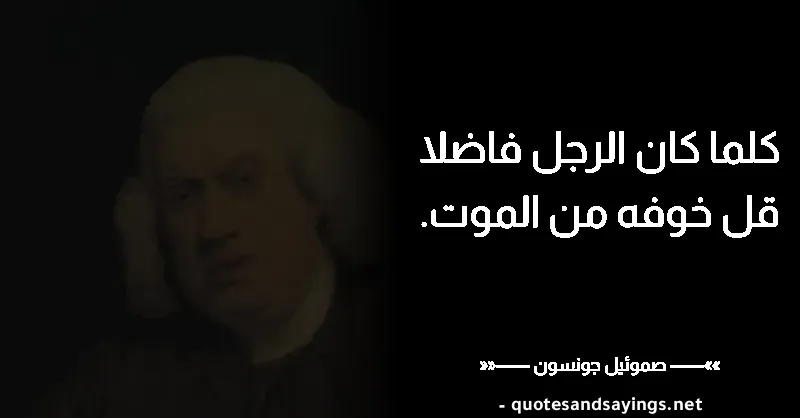 كلما كان الرجل فاضلا
قل خوفه من الموت.
»»—— صموئيل جونسون ——««
- quotesandsayings.net